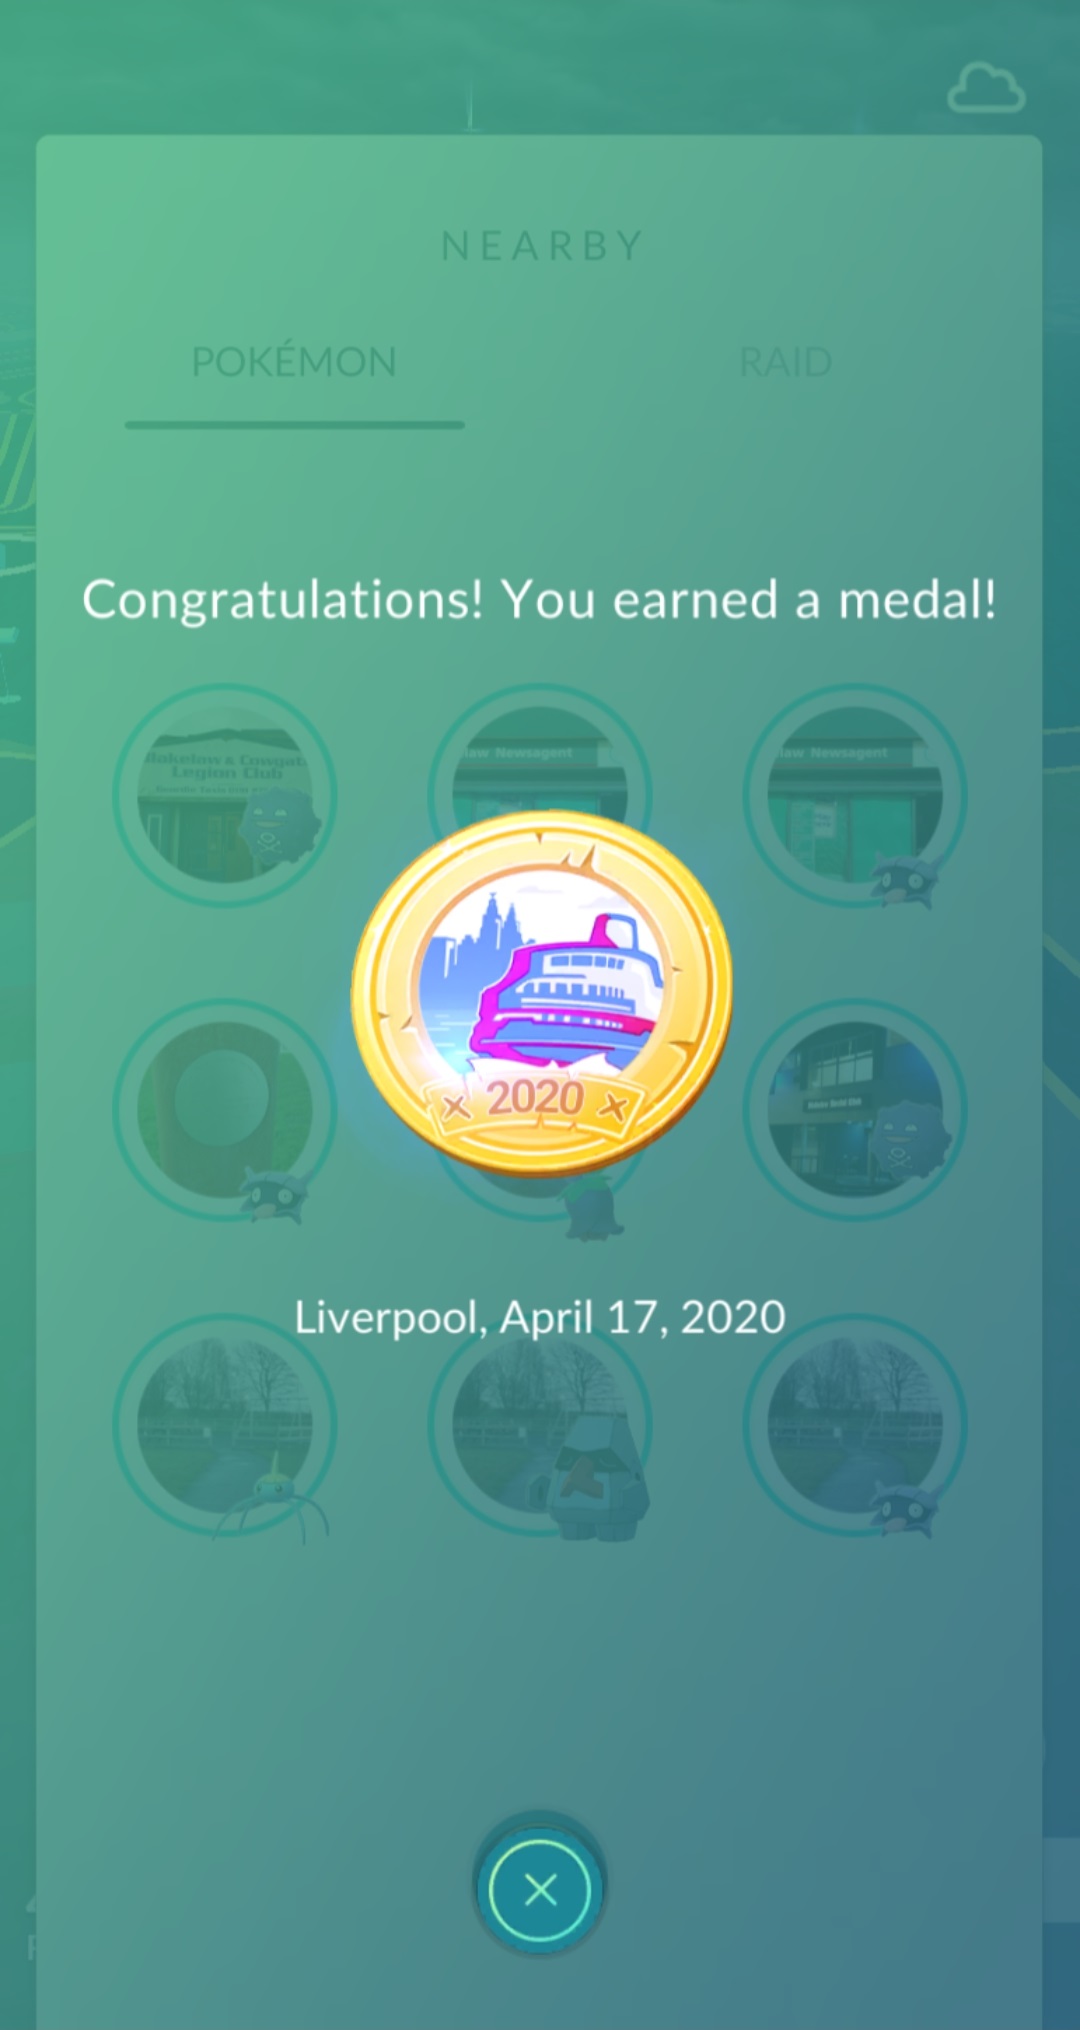 NEARBY
POKÉMON
RAID
Congratulations! You earned a medal!
Blakelaw & Cowgate
Legion Club
law Newsagent
law Newsagent
2020
Liverpool, April 17, 2020